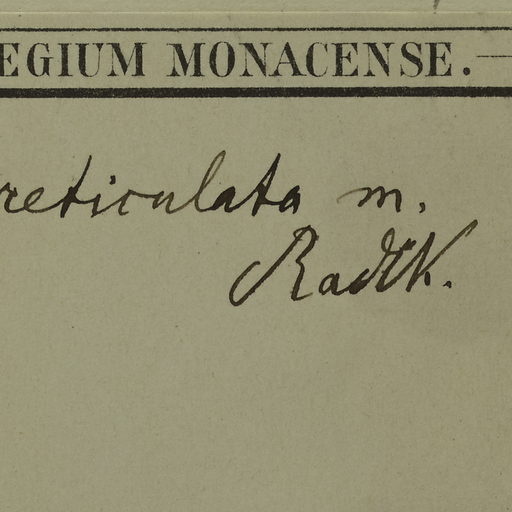 EGIUM MONACENSE.
reticulata m.
Radlk.